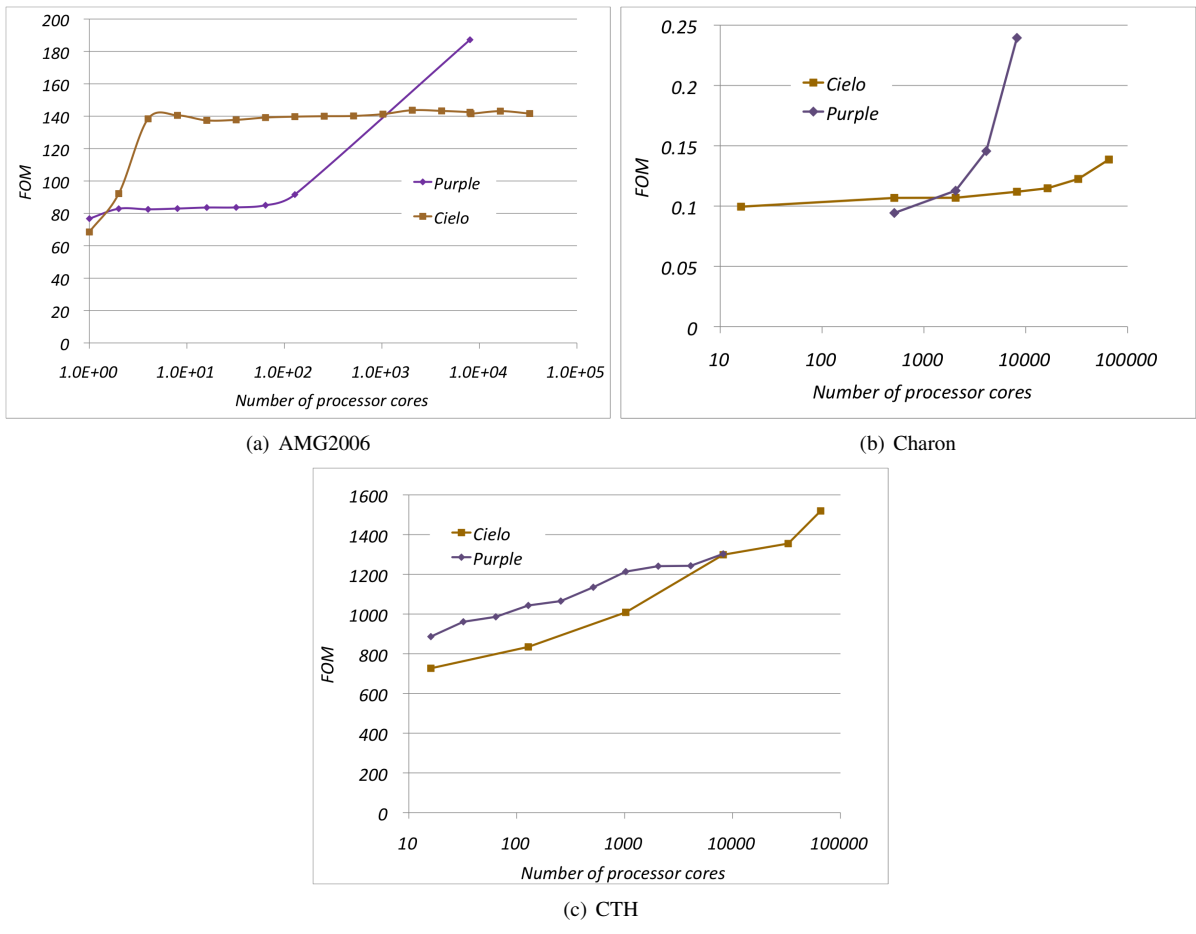 200
180
160
140
120
100
80
60
40
20
0
FOM
Purple
Cielo
1.0E+00 1.0E+01 1.0E+02 1.0E+03 1.0E+04 1.0E+05
Number of processor cores
(a) AMG2006
0.25
0.2
0.15
0.1
0.05
0
FOM
Cielo
Purple
10 100 1000 10000 100000
Number of processor cores
(b) Charon
1600
1400
1200
1000
800
600
400
200
0
FOM
Cielo
Purple
10 100 1000 10000 100000
Number of processor cores
(c) CTH